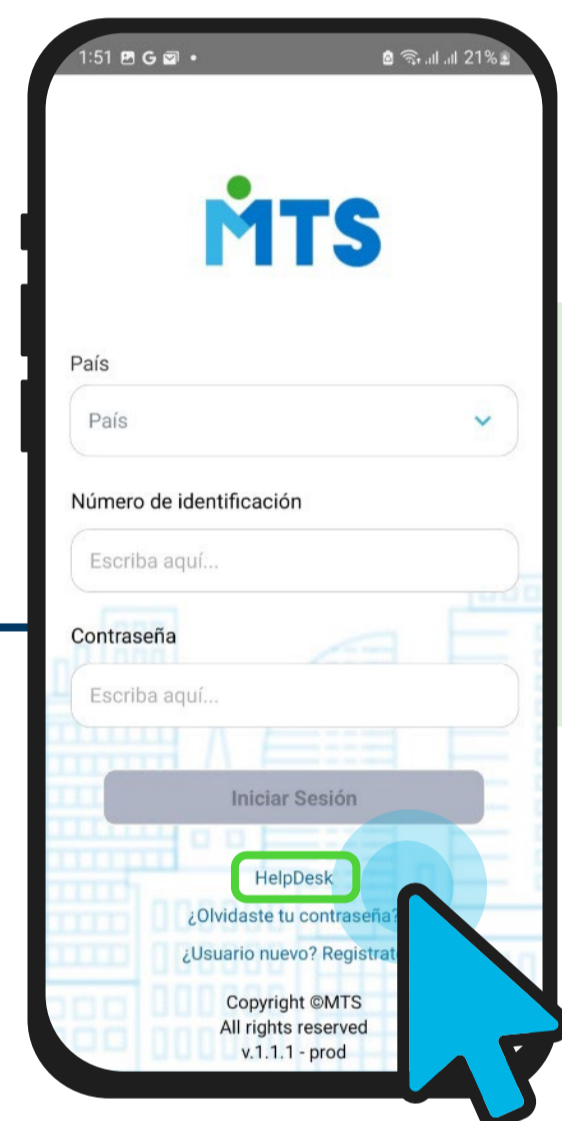 1:51 G 21%
MTS
País
País
Número de identificación
Escriba aquí...
Contraseña
Escriba aquí...
Iniciar Sesión
HelpDesk
¿Olvidaste tu contraseña?
¿Usuario nuevo? Registrat
Copyright ©MTS
All rights reserved
v.1.1.1 - prod